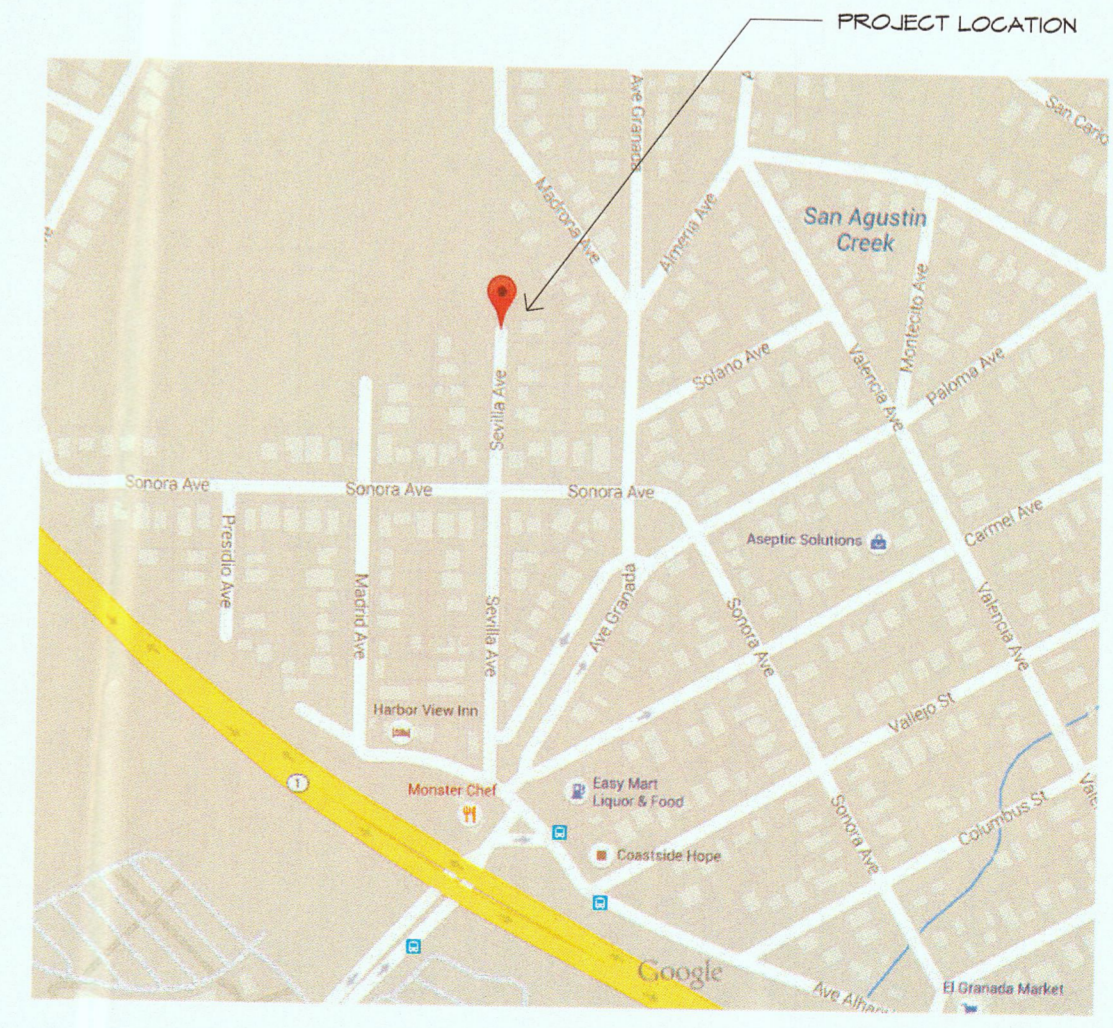 PROJECT LOCATION
Ave Granada
San Carlo
Madrona Ave
Almeria Ave
San Agustin
Creek
Montecito Ave
Solano Ave
Valencia Ave
Paloma Ave
Sevilla Ave
Sonora Ave
Sonora Ave
Sonora Ave
Presidio Ave
Madrid Ave
Sevilla Ave
Ave Granada
Aseptic Solutions
Carmel Ave
Sonora Ave
Valencia Ave
Harbor View Inn
Vallejo St
1
Monster Chef
Easy Mart
Liquor & Food
Coastside Hope
Sonora Ave
Columbus St
Vale
Google
Ave Alham
El Granada Market